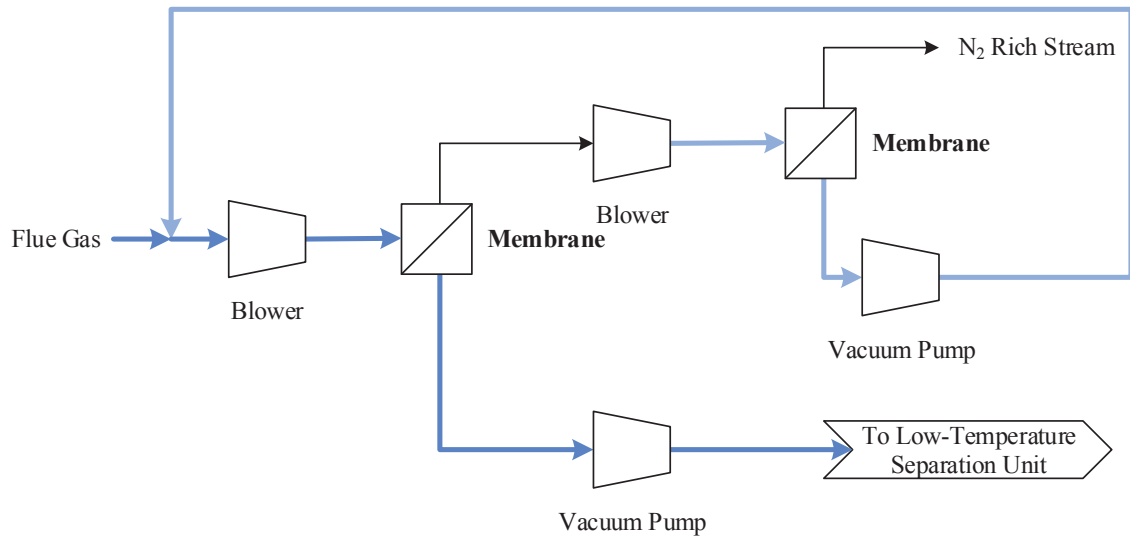 N₂ Rich Stream
Membrane
Blower
Flue Gas
Membrane
Blower
Vacuum Pump
To Low-Temperature
Separation Unit
Vacuum Pump